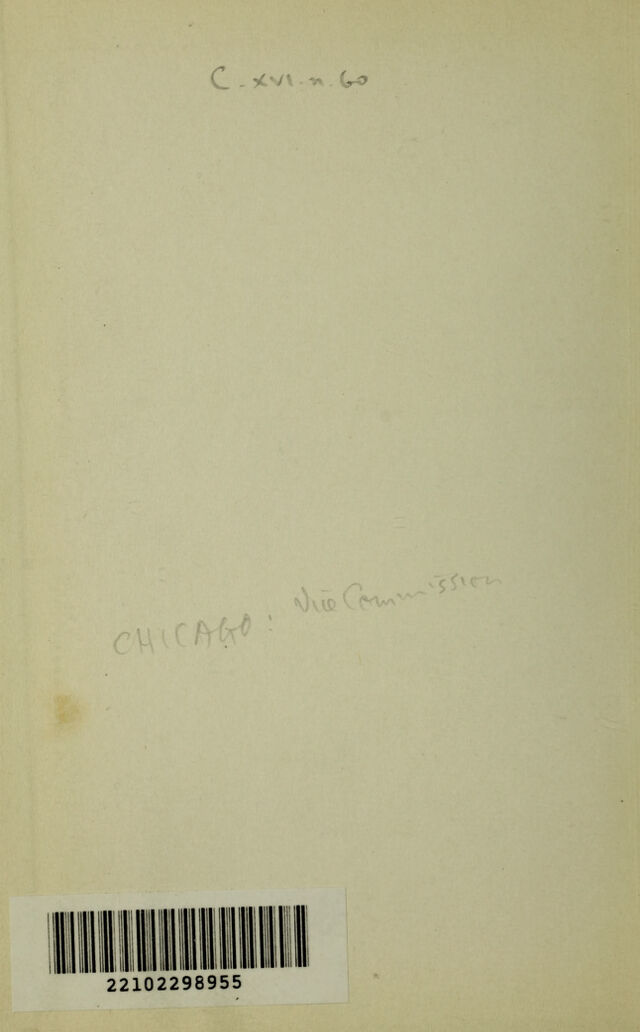 C. xvi. n. 60
CHICAGO: Vice Commission
22102298955